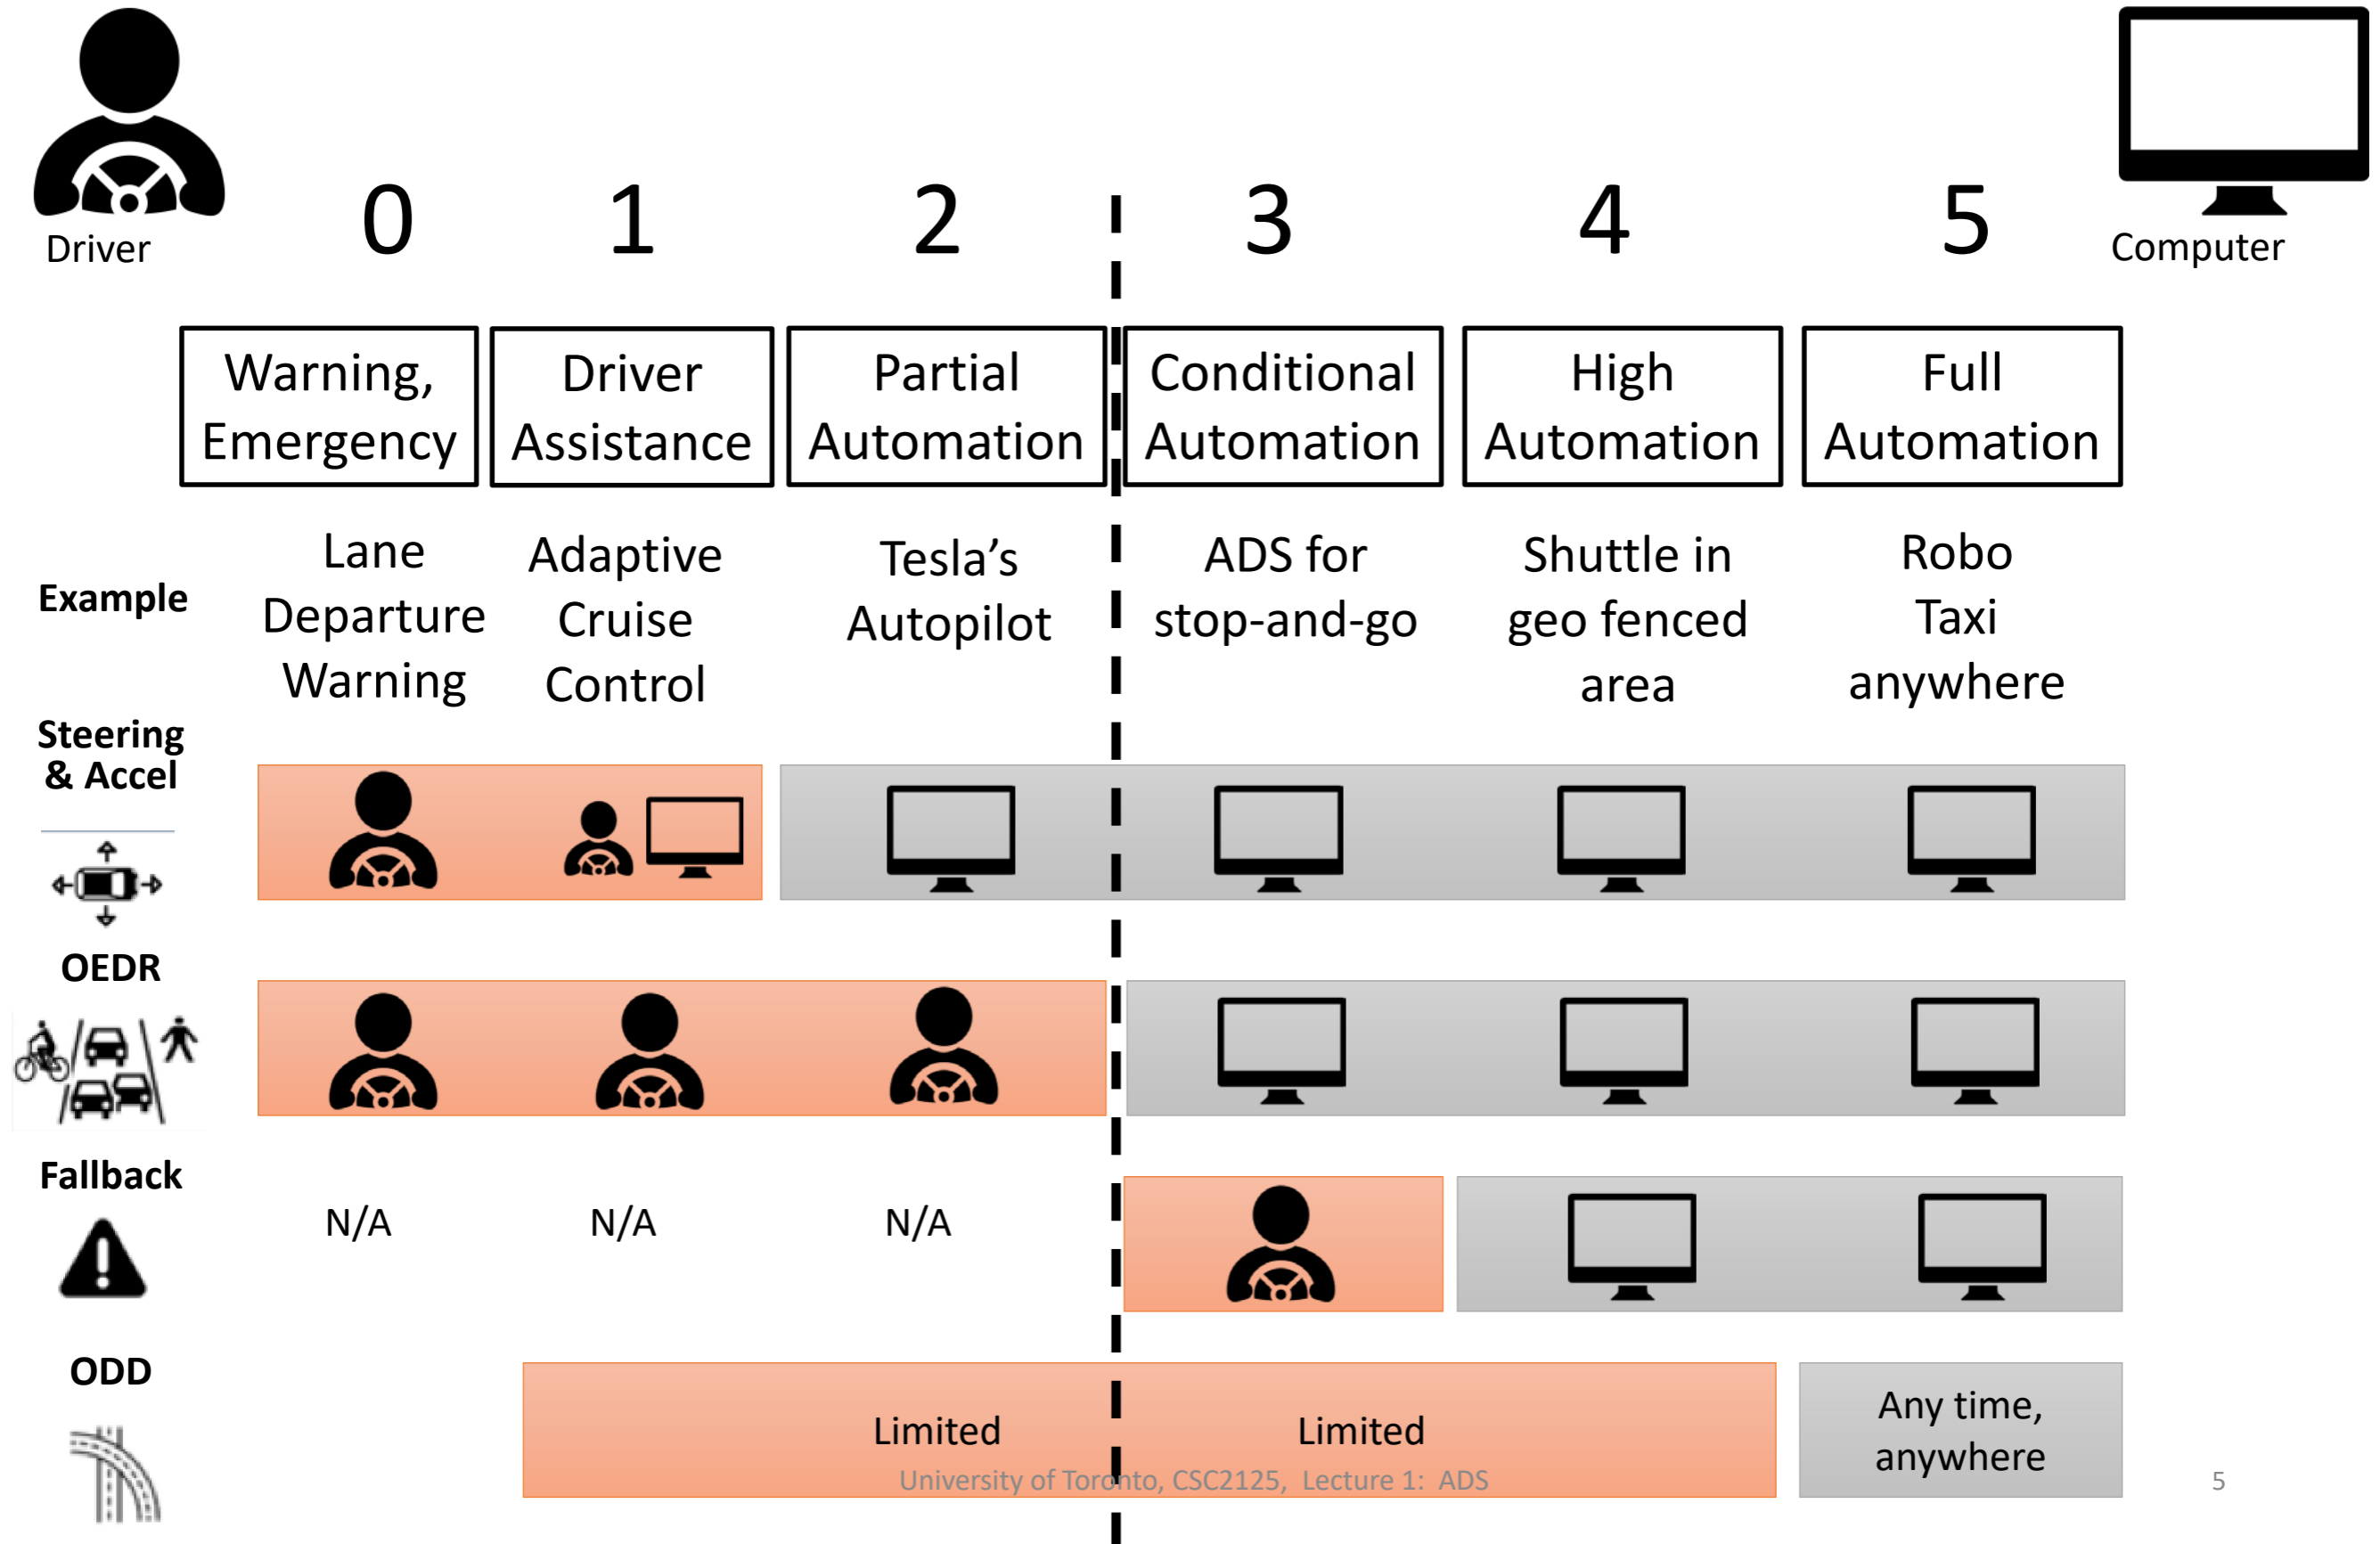 Driver
0
1
2
3
4
5
Computer
Warning,
Emergency
Driver
Assistance
Partial
Automation
Conditional
Automation
High
Automation
Full
Automation
Example
Lane
Departure
Warning
Adaptive
Cruise
Control
Tesla’s
Autopilot
ADS for
stop-and-go
Shuttle in
geo fenced
area
Robo
Taxi
anywhere
Steering
& Accel
OEDR
Fallback
N/A
N/A
N/A
ODD
Limited
Limited
Any time,
anywhere
University of Toronto, CSC2125, Lecture 1: ADS
5